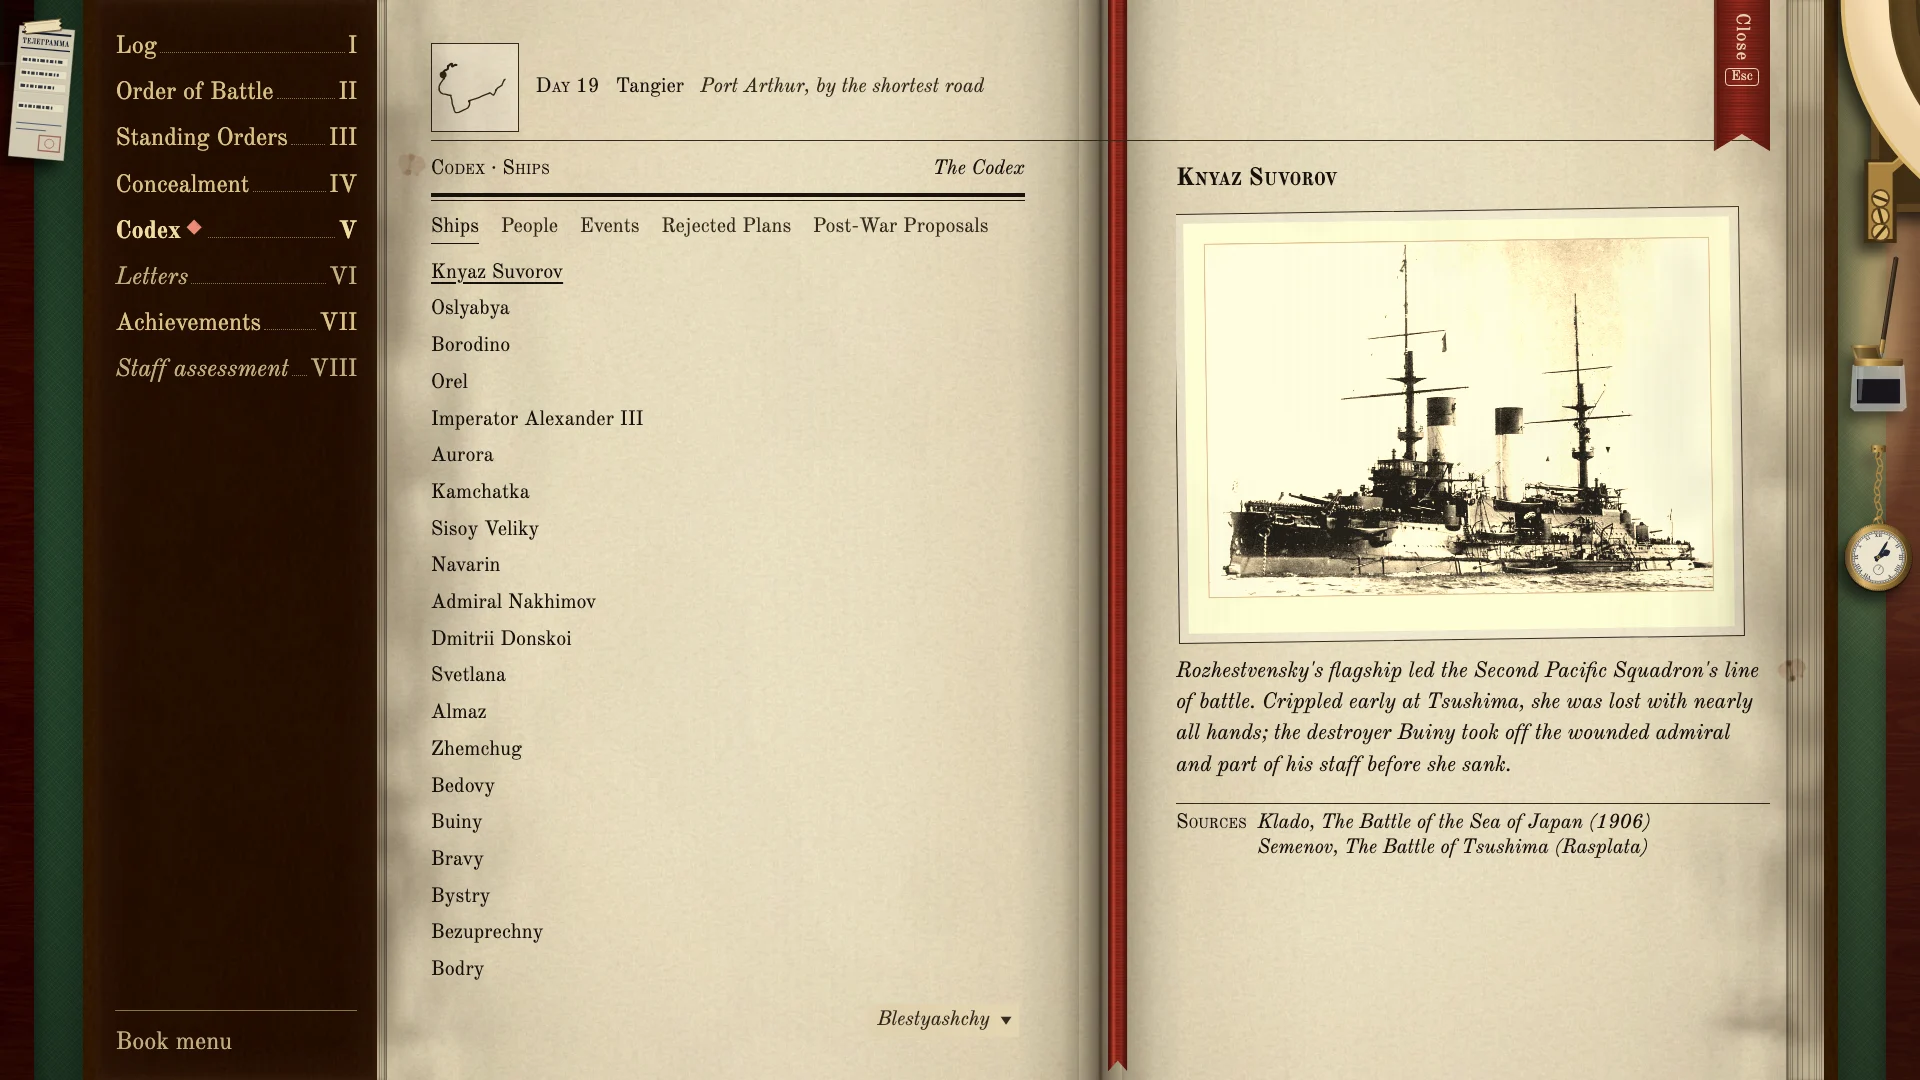 ТЕЛЕГРАММА
Log I
Order of Battle II
Standing Orders III
Concealment IV
Codex V
Letters VI
Achievements VII
Staff assessment VIII
Book menu
Day 19 Tangier Port Arthur, by the shortest road
Codex · Ships The Codex
Ships People Events Rejected Plans Post-War Proposals
Knyaz Suvorov
Oslyabya
Borodino
Orel
Imperator Alexander III
Aurora
Kamchatka
Sisoy Veliky
Navarin
Admiral Nakhimov
Dmitrii Donskoi
Svetlana
Almaz
Zhemchug
Bedovy
Buiny
Bravy
Bystry
Bezuprechny
Bodry
Blestyashchy ▼
Close
Esc
Knyaz Suvorov
Rozhestvensky's flagship led the Second Pacific Squadron's line
of battle. Crippled early at Tsushima, she was lost with nearly
all hands; the destroyer Buiny took off the wounded admiral
and part of his staff before she sank.
Sources Klado, The Battle of the Sea of Japan (1906)
Semenov, The Battle of Tsushima (Rasplata)